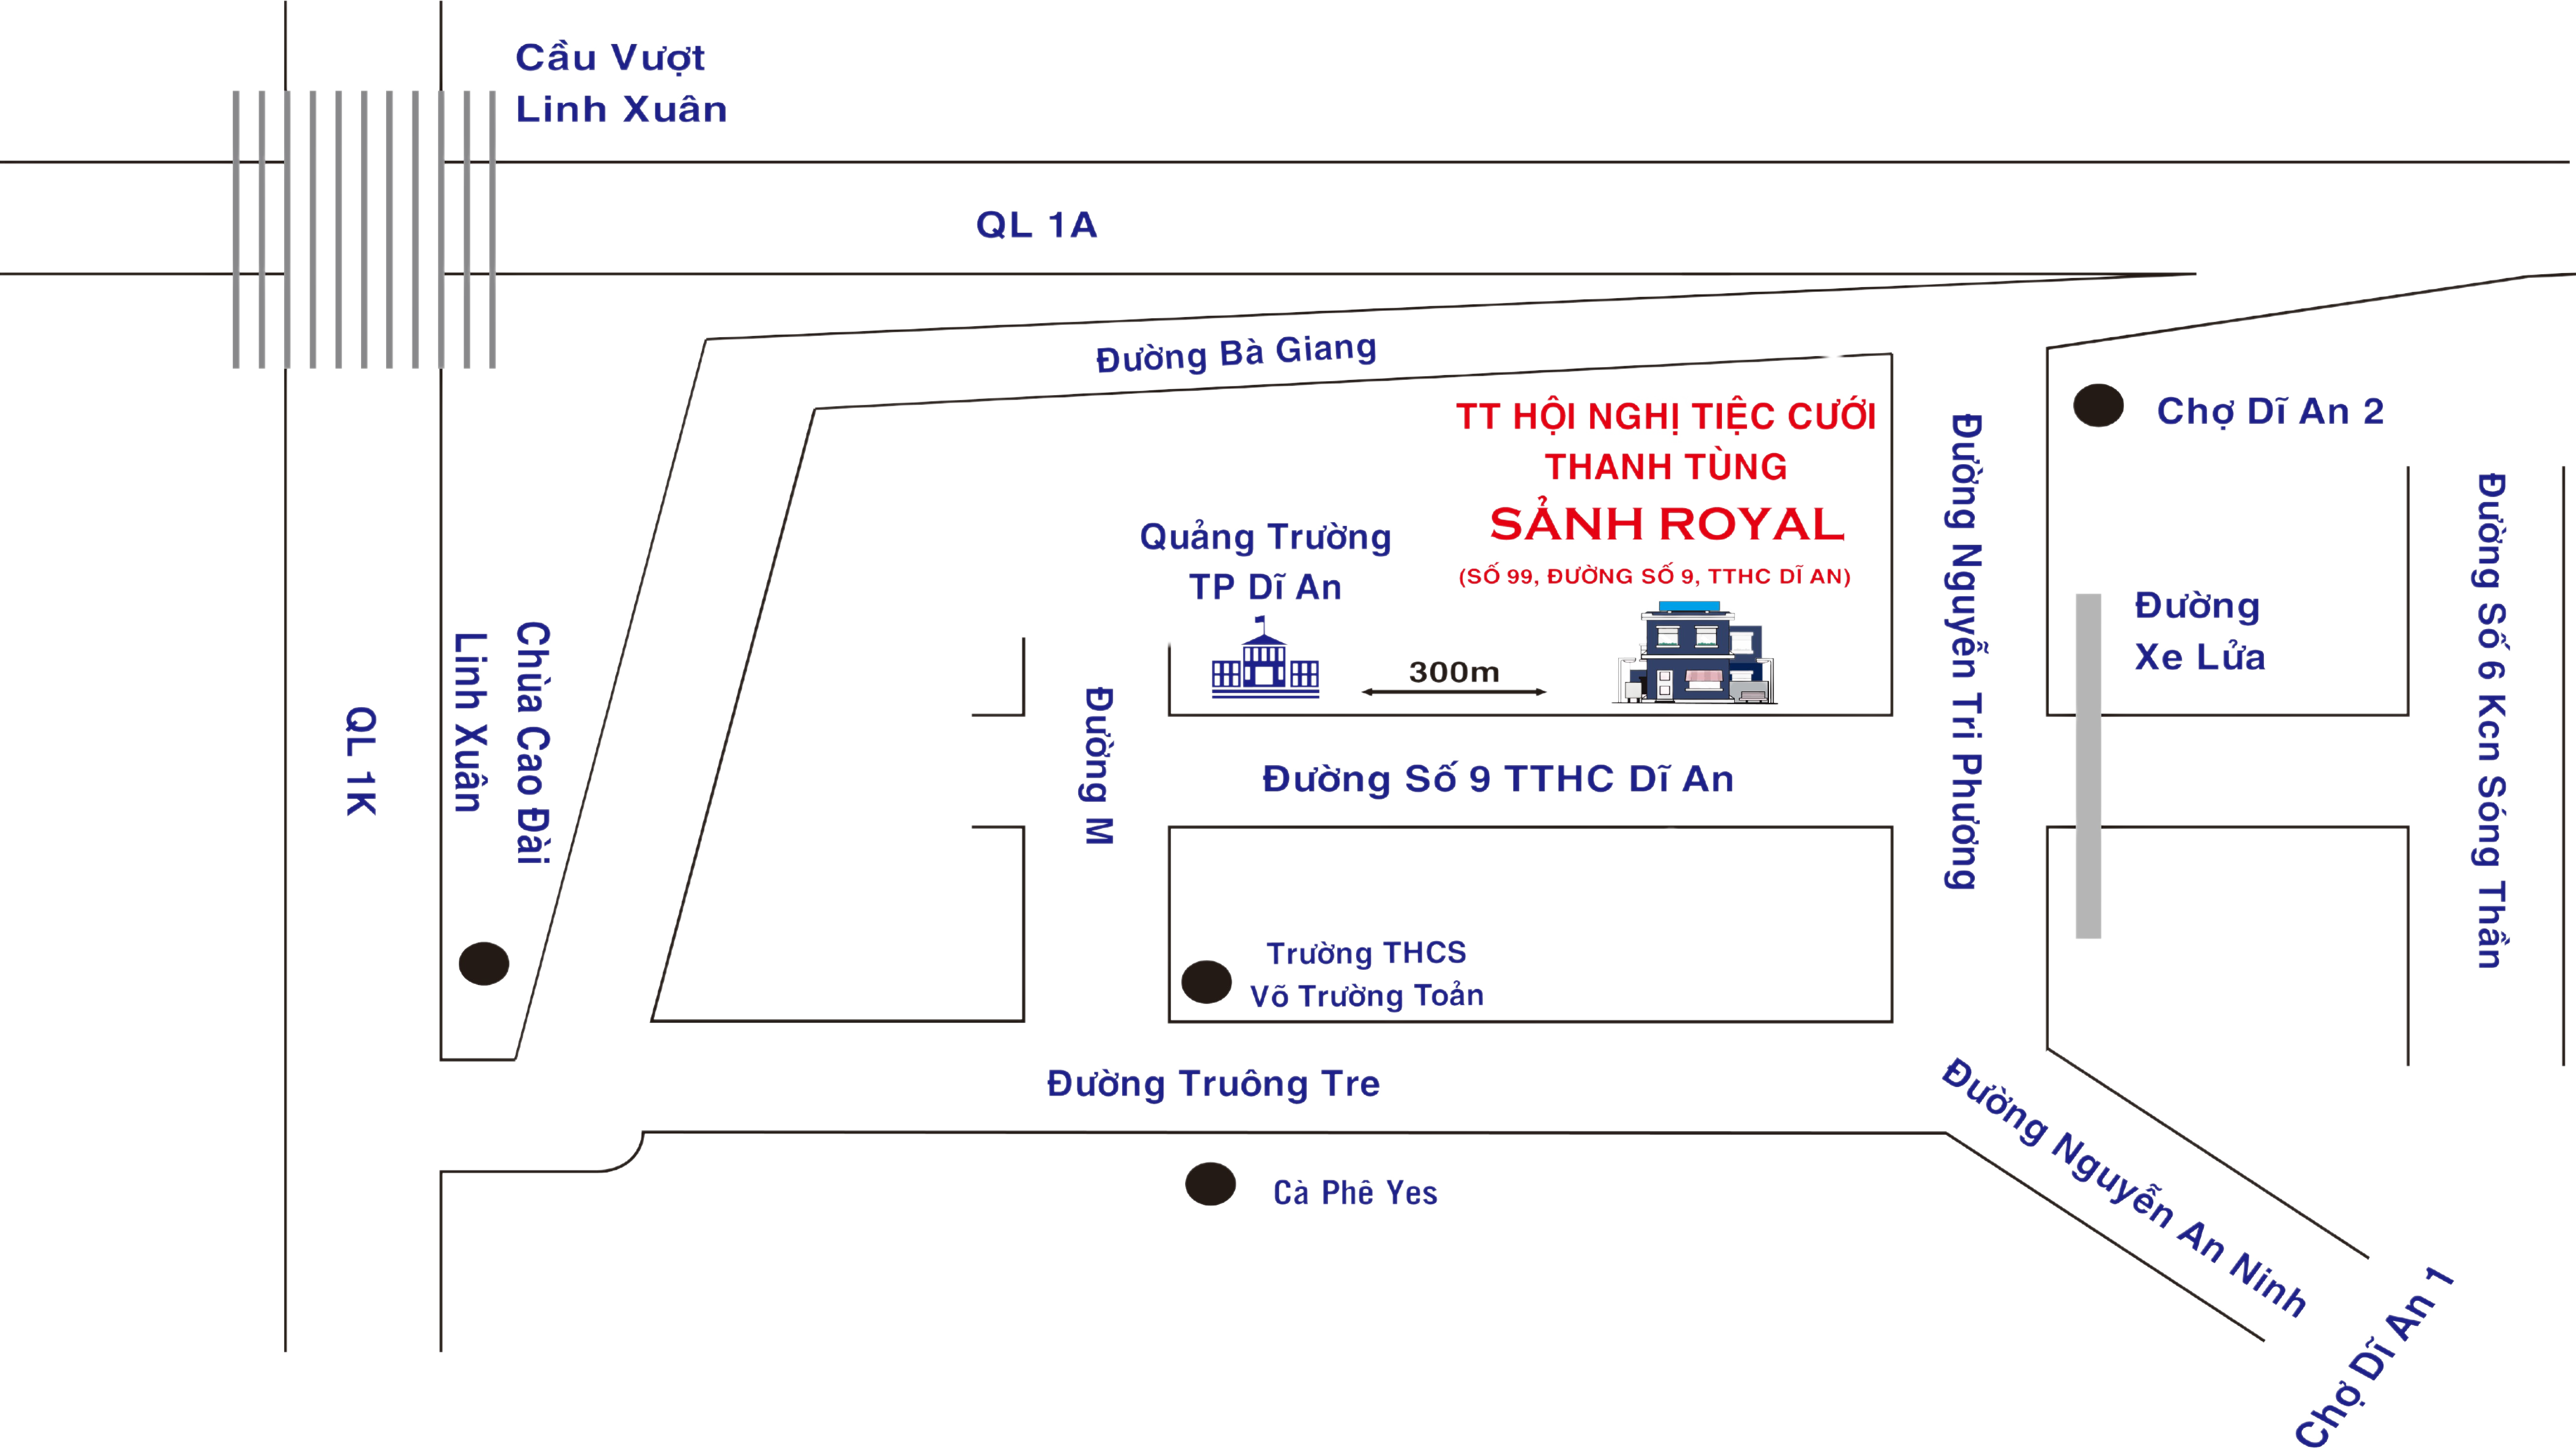 Cầu Vượt
Linh Xuân
QL 1A
Đường Bà Giang
TT HỘI NGHỊ TIỆC CƯỚI
THANH TÙNG
SẢNH ROYAL
(SỐ 99, ĐƯỜNG SỐ 9, TTHC DĨ AN)
Chợ Dĩ An 2
Quảng Trường
TP Dĩ An
300m
Đường Nguyễn Tri Phương
Đường
Xe Lửa
Đường Số 6 Kcn Sóng Thần
Chùa Cao Đài
Linh Xuân
QL 1K
Đường M
Đường Số 9 TTHC Dĩ An
Trường THCS
Võ Trường Toản
Đường Truông Tre
Cà Phê Yes
Đường Nguyễn An Ninh
Chợ Dĩ An 1